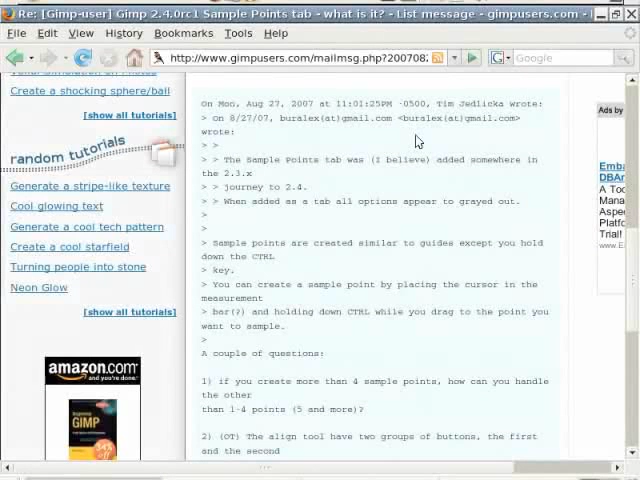 Re: [Gimp-user] Gimp 2.4.0rc1 Sample Points tab - what is it? - List message - gimpusers.com -
File Edit View History Bookmarks Tools Help
http://www.gimpusers.com/mailmsg.php?200708
Google
Create a shocking sphere/ball
[show all tutorials]
random tutorials
Generate a stripe-like texture
Cool glowing text
Generate a cool tech pattern
Create a cool starfield
Turning people into stone
Neon Glow
[show all tutorials]
amazon.com
and you're done.
Beginning
GIMP
34%
off
On Mon, Aug 27, 2007 at 11:01:25PM -0500, Tim Jedlicka wrote:
> On 8/27/07, buralex(at)gmail.com <buralex(at)gmail.com>
wrote:
> >
> > The Sample Points tab was (I believe) added somewhere in
the 2.3.x
> > journey to 2.4.
> > When added as a tab all options appear to grayed out.
>
>
> Sample points are created similar to guides except you hold
down the CTRL
> key.
> You can create a sample point by placing the cursor in the
measurement
> bar(?) and holding down CTRL while you drag to the point you
want to sample.
>
A couple of questions:
1) if you create more than 4 sample points, how can you handle
the other
than 1-4 points (5 and more)?
2) (OT) The align tool have two groups of buttons, the first
and the second
Ads by
Emba
DBAr
A Too
Mana
Aspe
Platfo
Trial!
www.E